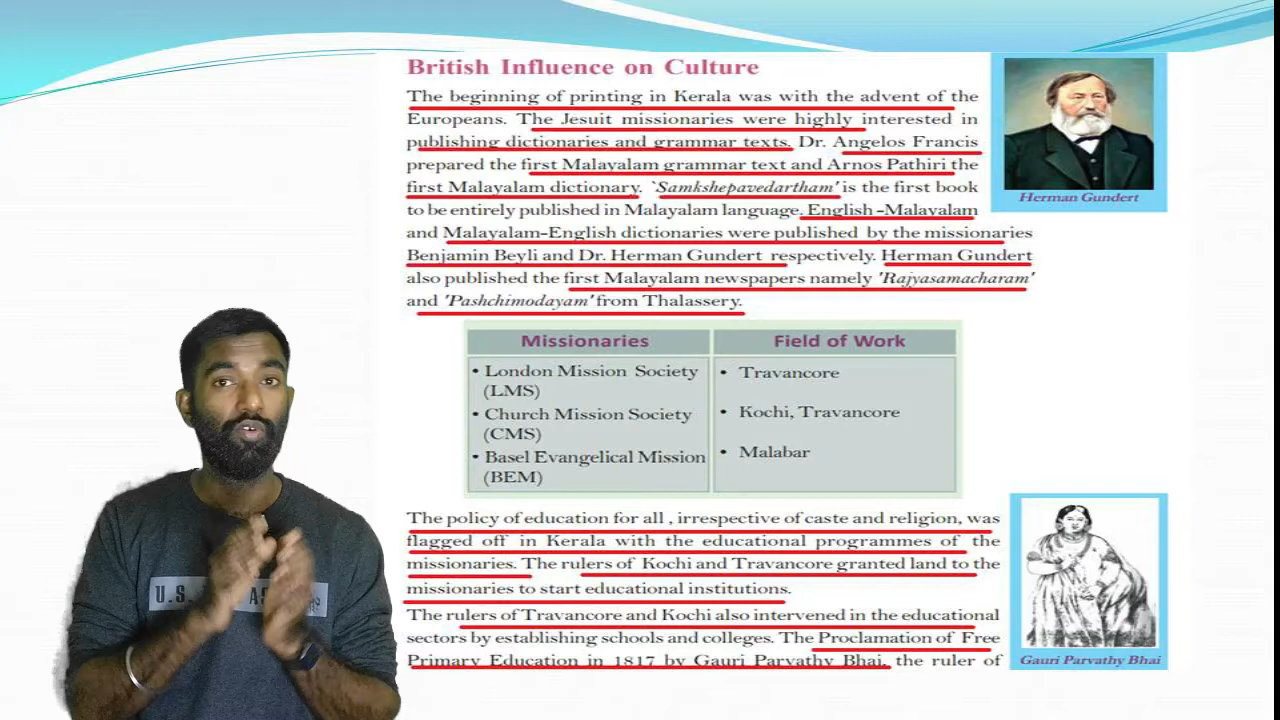 British Influence on Culture
The beginning of printing in Kerala was with the advent of the
Europeans. The Jesuit missionaries were highly interested in
publishing dictionaries and grammar texts. Dr. Angelos Francis
prepared the first Malayalam grammar text and Arnos Pathiri the
first Malayalam dictionary. `Samkshepavedartham' is the first book
to be entirely published in Malayalam language. English -Malayalam
and Malayalam-English dictionaries were published by the missionaries
Benjamin Beyli and Dr. Herman Gundert respectively. Herman Gundert
also published the first Malayalam newspapers namely 'Rajyasamacharam'
and 'Pashchimodayam' from Thalassery.
Herman Gundert
Missionaries Field of Work
• London Mission Society • Travancore
(LMS)
• Church Mission Society • Kochi, Travancore
(CMS)
• Basel Evangelical Mission • Malabar
(BEM)
The policy of education for all , irrespective of caste and religion, was
flagged off in Kerala with the educational programmes of the
missionaries. The rulers of Kochi and Travancore granted land to the
missionaries to start educational institutions.
The rulers of Travancore and Kochi also intervened in the educational
sectors by establishing schools and colleges. The Proclamation of Free
Primary Education in 1817 by Gauri Parvathy Bhai, the ruler of
Gauri Parvathy Bhai
U.S.